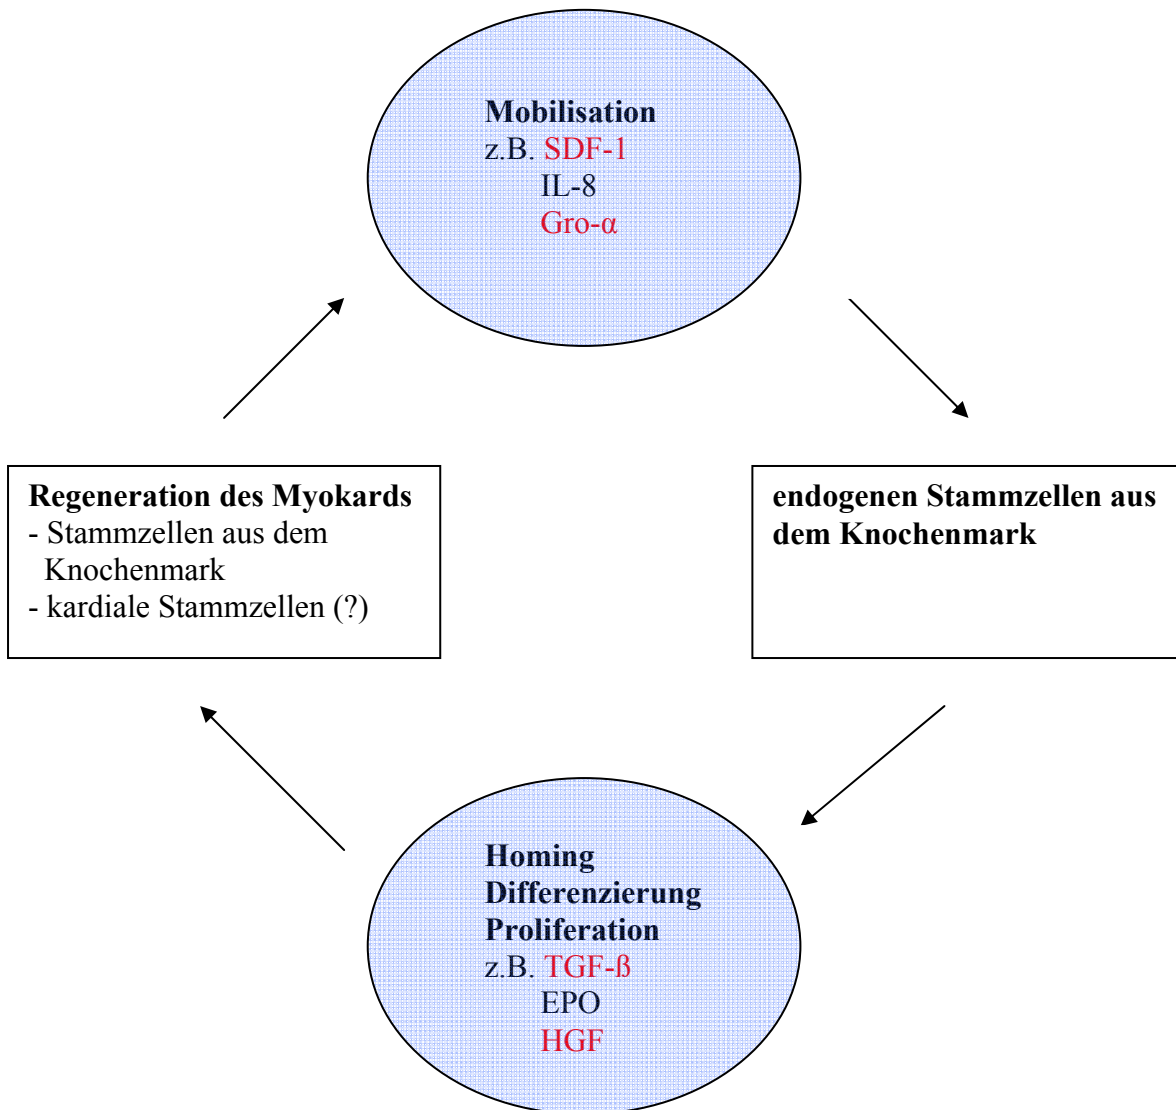 Mobilisation
z.B. SDF-1
IL-8
Gro-α
Regeneration des Myokards
- Stammzellen aus dem
Knochenmark
- kardiale Stammzellen (?)
endogenen Stammzellen aus
dem Knochenmark
Homing
Differenzierung
Proliferation
z.B. TGF-ß
EPO
HGF